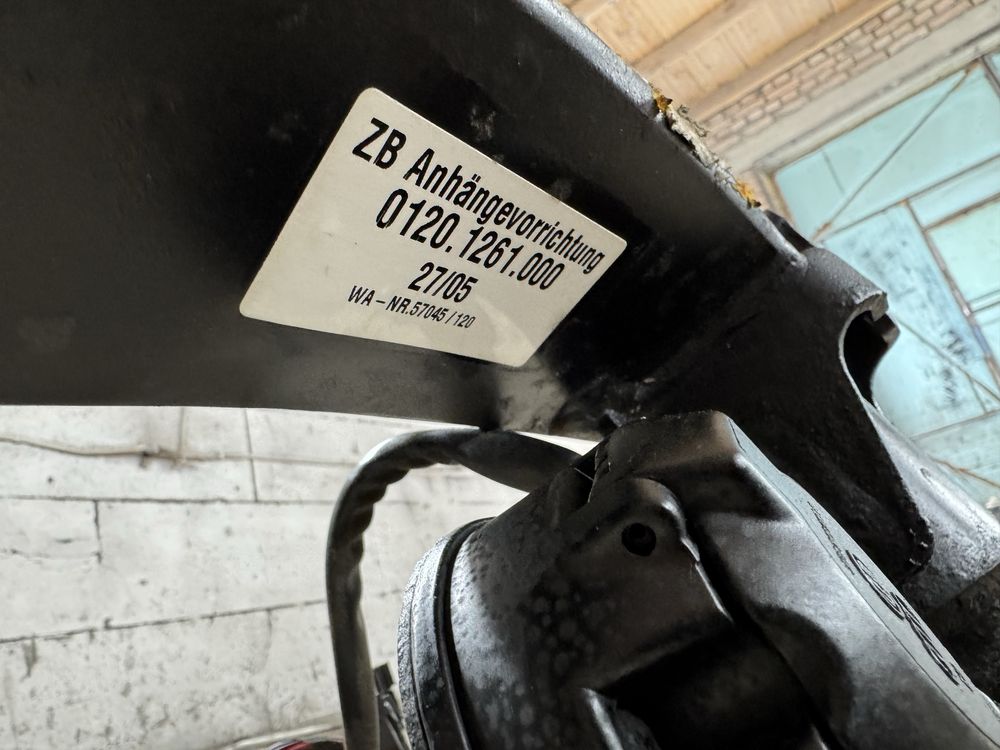 ZB Anhängevorrichtung
0120.1261.000
27/05
WA-NR.57045/120